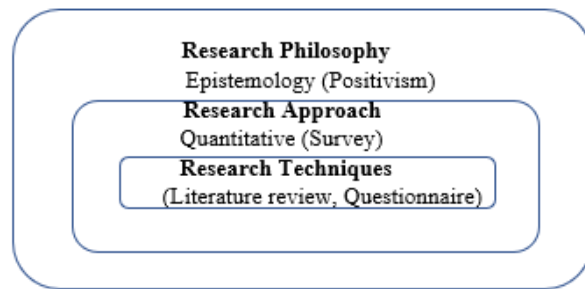 Research Philosophy
Epistemology (Positivism)
Research Approach
Quantitative (Survey)
Research Techniques
(Literature review, Questionnaire)